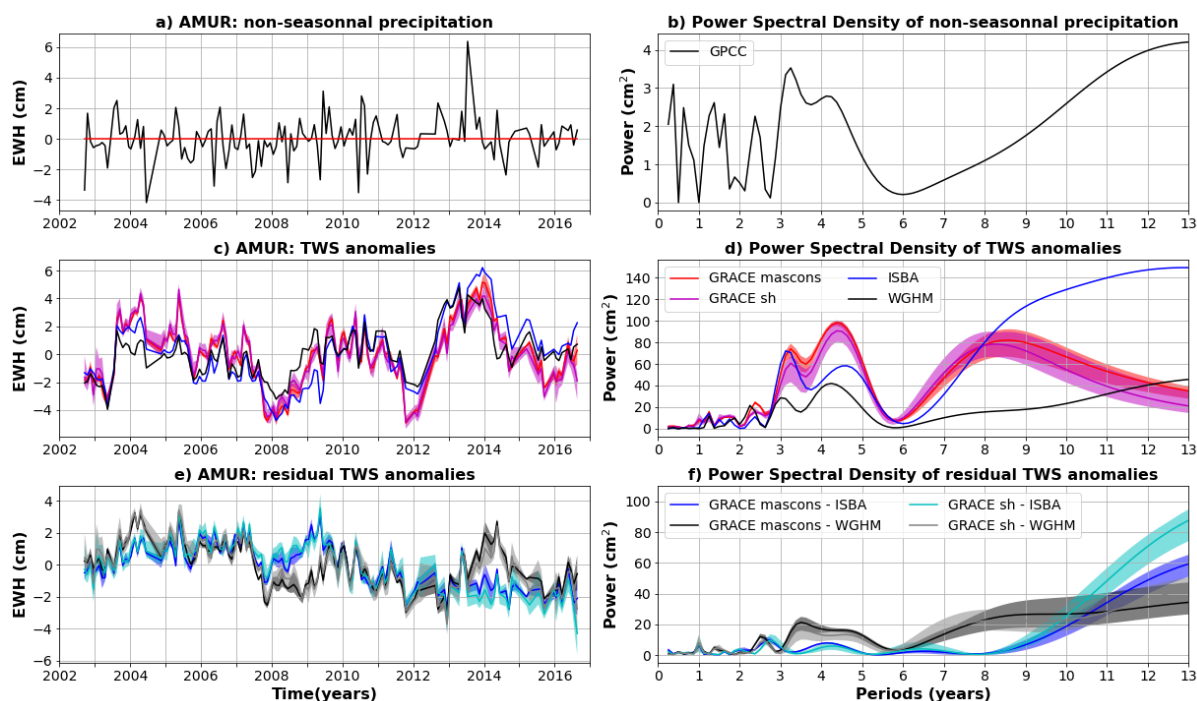 a) AMUR: non-seasonnal precipitation
EWH (cm)
6
4
2
0
−2
−4
2002 2004 2006 2008 2010 2012 2014 2016
b) Power Spectral Density of non-seasonnal precipitation
Power (cm²)
4
3
2
1
0
GPCC
0 1 2 3 4 5 6 7 8 9 10 11 12 13
c) AMUR: TWS anomalies
EWH (cm)
6
4
2
0
−2
−4
2002 2004 2006 2008 2010 2012 2014 2016
d) Power Spectral Density of TWS anomalies
Power (cm²)
140
120
100
80
60
40
20
0
GRACE mascons ISBA
GRACE sh WGHM
0 1 2 3 4 5 6 7 8 9 10 11 12 13
e) AMUR: residual TWS anomalies
EWH (cm)
4
2
0
−2
−4
−6
2002 2004 2006 2008 2010 2012 2014 2016
Time(years)
f) Power Spectral Density of residual TWS anomalies
Power (cm²)
100
80
60
40
20
0
GRACE mascons - ISBA GRACE sh - ISBA
GRACE mascons - WGHM GRACE sh - WGHM
0 1 2 3 4 5 6 7 8 9 10 11 12 13
Periods (years)